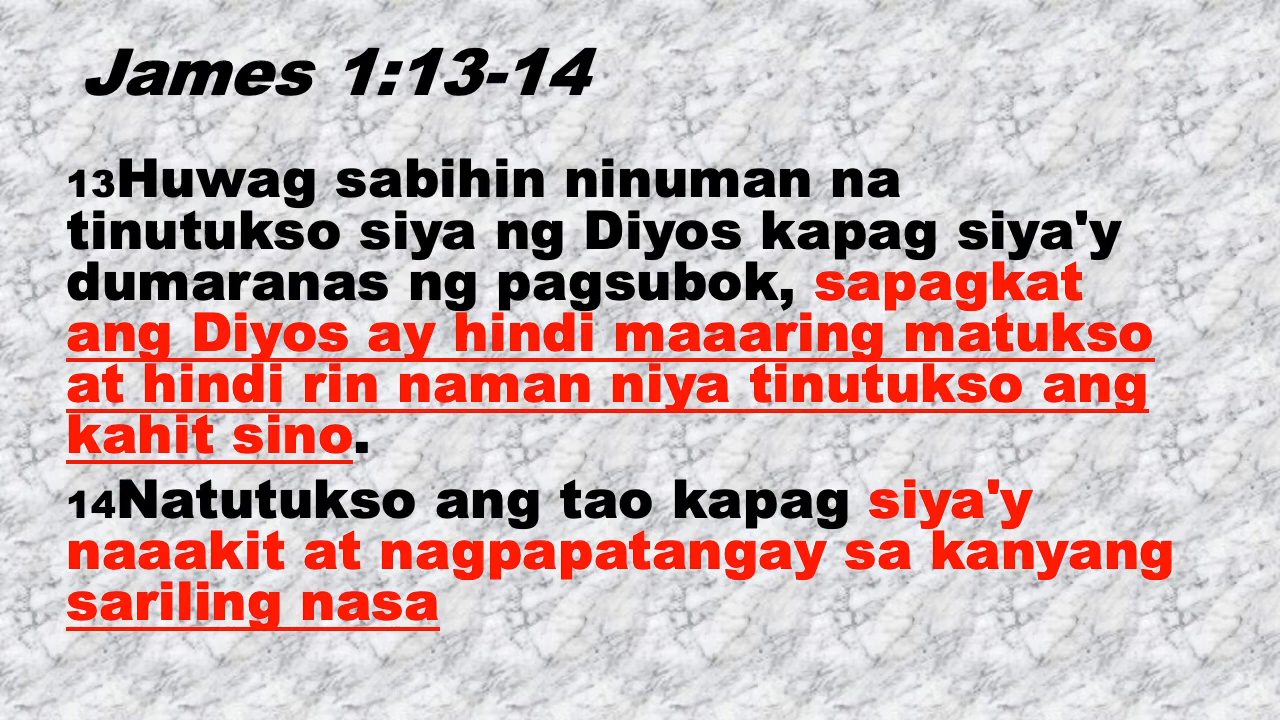 James 1:13-14
13Huwag sabihin ninuman na
tinutukso siya ng Diyos kapag siya'y
dumaranas ng pagsubok, sapagkat
ang Diyos ay hindi maaaring matukso
at hindi rin naman niya tinutukso ang
kahit sino.
14Natutukso ang tao kapag siya'y
naaakit at nagpapatangay sa kanyang
sariling nasa